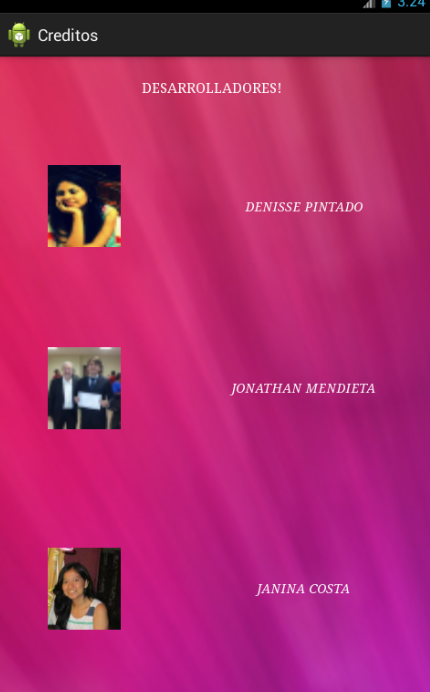 3:24
Creditos
DESARROLLADORES!
DENISSE PINTADO
JONATHAN MENDIETA
JANINA COSTA